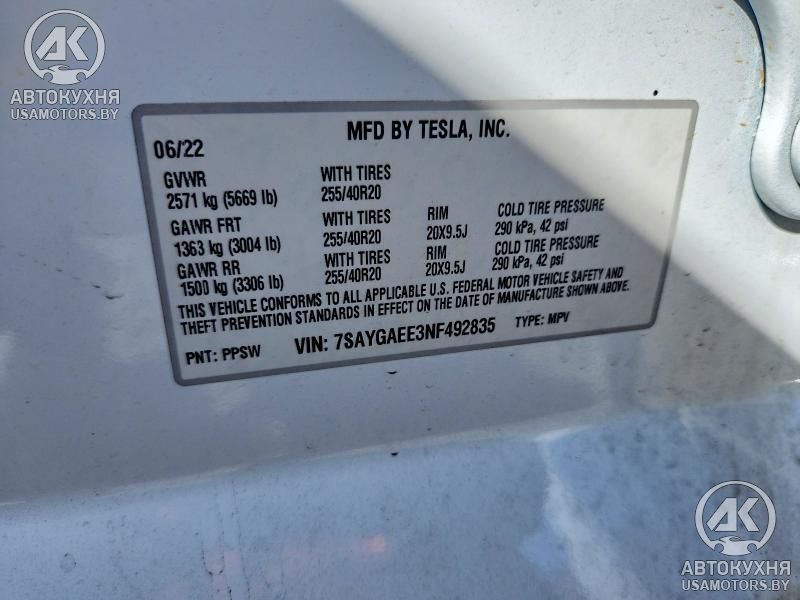 АК
АВТОКУХНЯ
USAMOTORS.BY
MFD BY TESLA, INC.
06/22
GVWR WITH TIRES
2571 kg (5669 lb) 255/40R20
GAWR FRT WITH TIRES RIM COLD TIRE PRESSURE
1363 kg (3004 lb) 255/40R20 20X9.5J 290 kPa, 42 psi
GAWR RR WITH TIRES RIM COLD TIRE PRESSURE
1500 kg (3306 lb) 255/40R20 20X9.5J 290 kPa, 42 psi
THIS VEHICLE CONFORMS TO ALL APPLICABLE U.S. FEDERAL MOTOR VEHICLE SAFETY AND
THEFT PREVENTION STANDARDS IN EFFECT ON THE DATE OF MANUFACTURE SHOWN ABOVE.
PNT: PPSW VIN: 7SAYGAEE3NF492835 TYPE: MPV
АК
АВТОКУХНЯ
USAMOTORS.BY